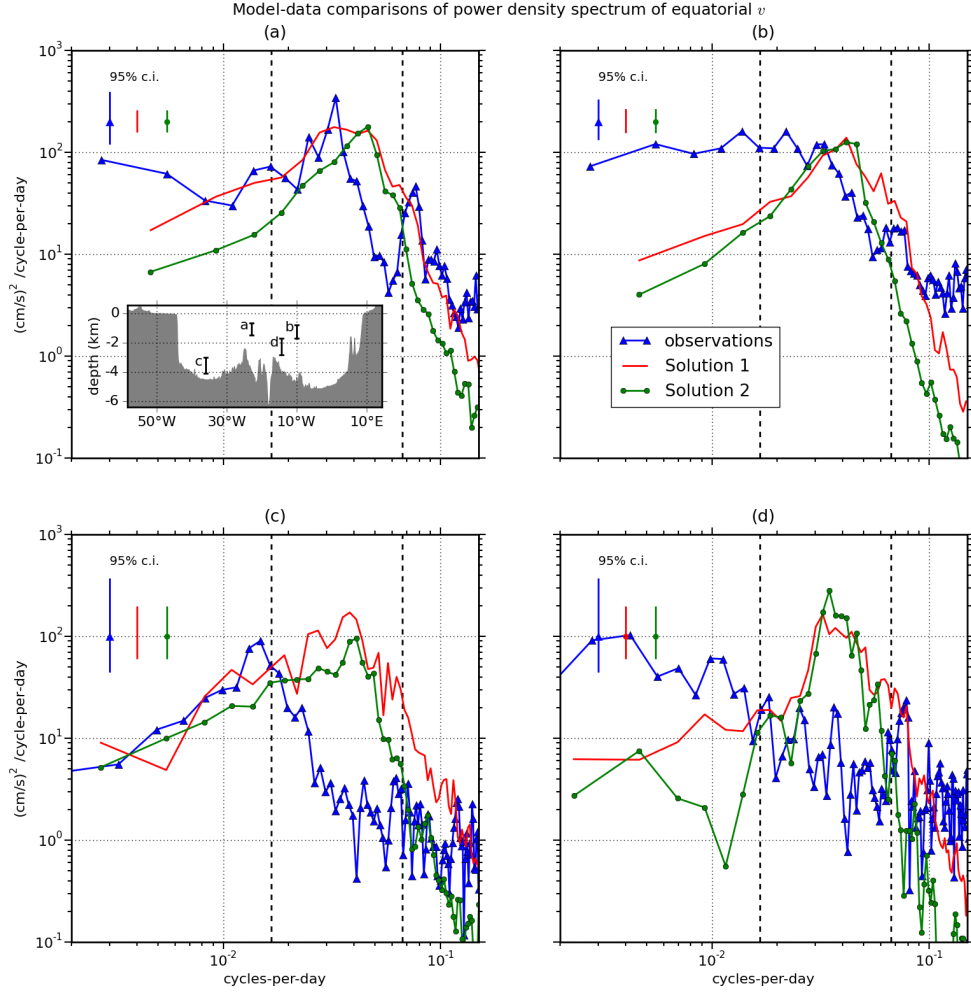 Model-data comparisons of power density spectrum of equatorial v
(a)
(b)
10³
10²
10¹
10⁰
10⁻¹
(cm/s)² /cycle-per-day
95% c.i.
95% c.i.
depth (km)
0
-2
-4
-6
a
b
c
d
50°W
30°W
10°W
10°E
observations
Solution 1
Solution 2
(c)
(d)
10³
10²
10¹
10⁰
10⁻¹
(cm/s)² /cycle-per-day
95% c.i.
95% c.i.
10⁻²
10⁻¹
10⁻²
10⁻¹
cycles-per-day
cycles-per-day